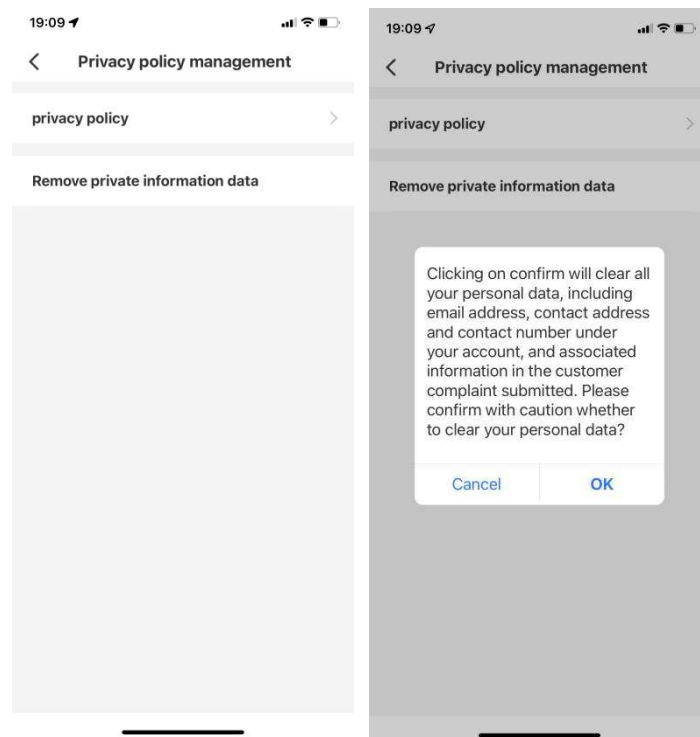 19:09
Privacy policy management
privacy policy
Remove private information data
19:09
Privacy policy management
privacy policy
Remove private information data
Clicking on confirm will clear all
your personal data, including
email address, contact address
and contact number under
your account, and associated
information in the customer
complaint submitted. Please
confirm with caution whether
to clear your personal data?
Cancel OK